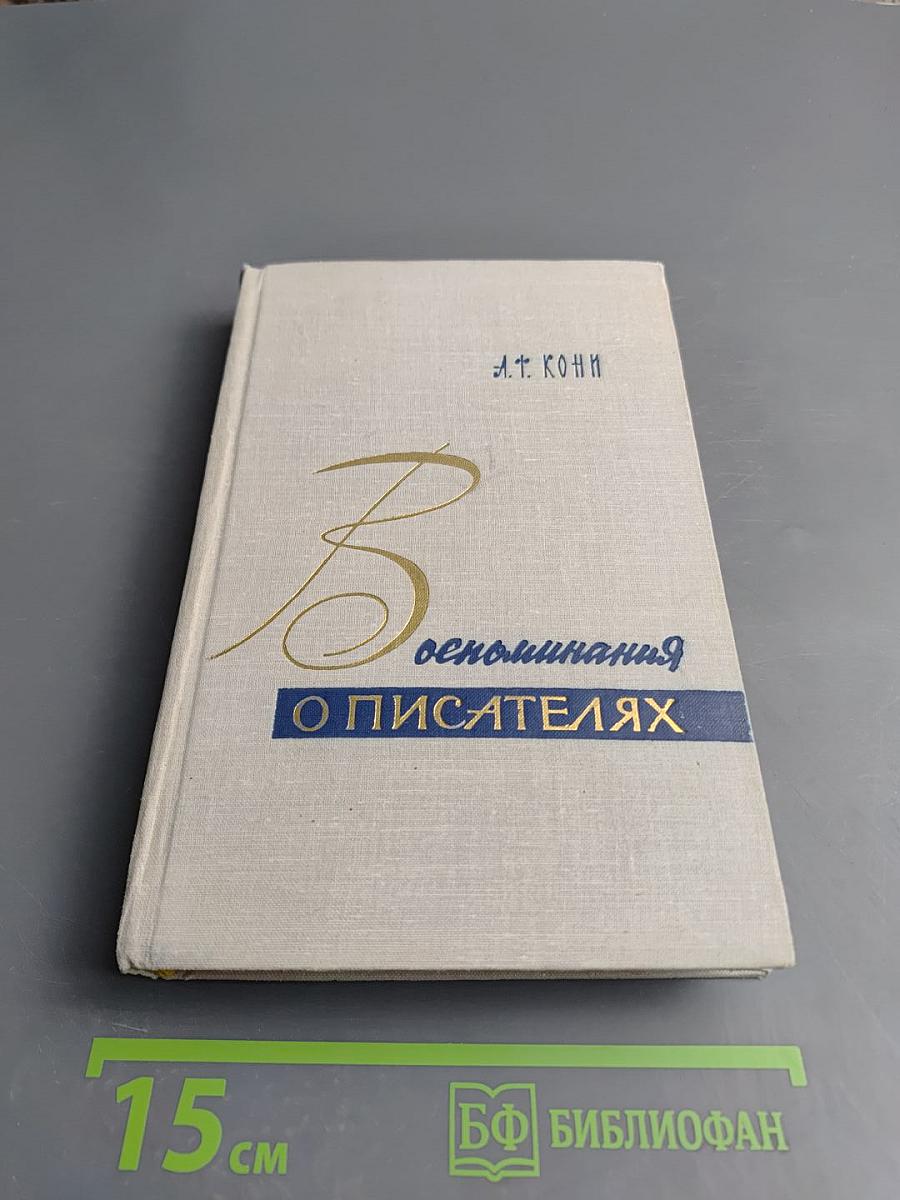 А.Ф. КОНИ
Воспоминания
О ПИСАТЕЛЯХ
15 см
БФ БИБЛИОФАН